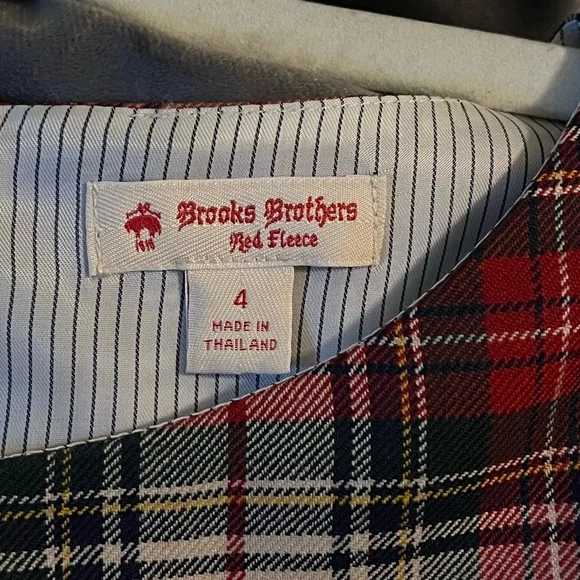 Brooks Brothers
Red Fleece
4
MADE IN
THAILAND